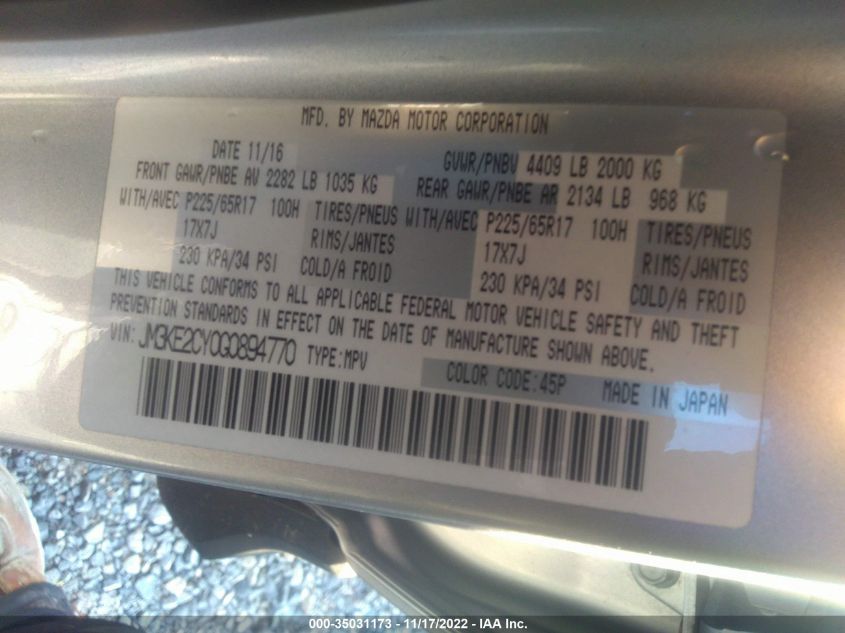 MFD. BY MAZDA MOTOR CORPORATION
DATE 11/16 GVWR/PNBV 4409 LB 2000 KG
FRONT GAWR/PNBE AV 2282 LB 1035 KG REAR GAWR/PNBE AR 2134 LB 968 KG
WITH/AVEC P225/65R17 100H TIRES/PNEUS WITH/AVEC P225/65R17 100H TIRES/PNEUS
17X7J RIMS/JANTES 17X7J RIMS/JANTES
230 KPA/34 PSI COLD/A FROID 230 KPA/34 PSI COLD/A FROID
THIS VEHICLE CONFORMS TO ALL APPLICABLE FEDERAL MOTOR VEHICLE SAFETY AND THEFT
PREVENTION STANDARDS IN EFFECT ON THE DATE OF MANUFACTURE SHOWN ABOVE.
VIN: JM3KE2CY0G0894770 TYPE:MPV
COLOR CODE:45P MADE IN JAPAN
000-35031173 - 11/17/2022 - IAA Inc.